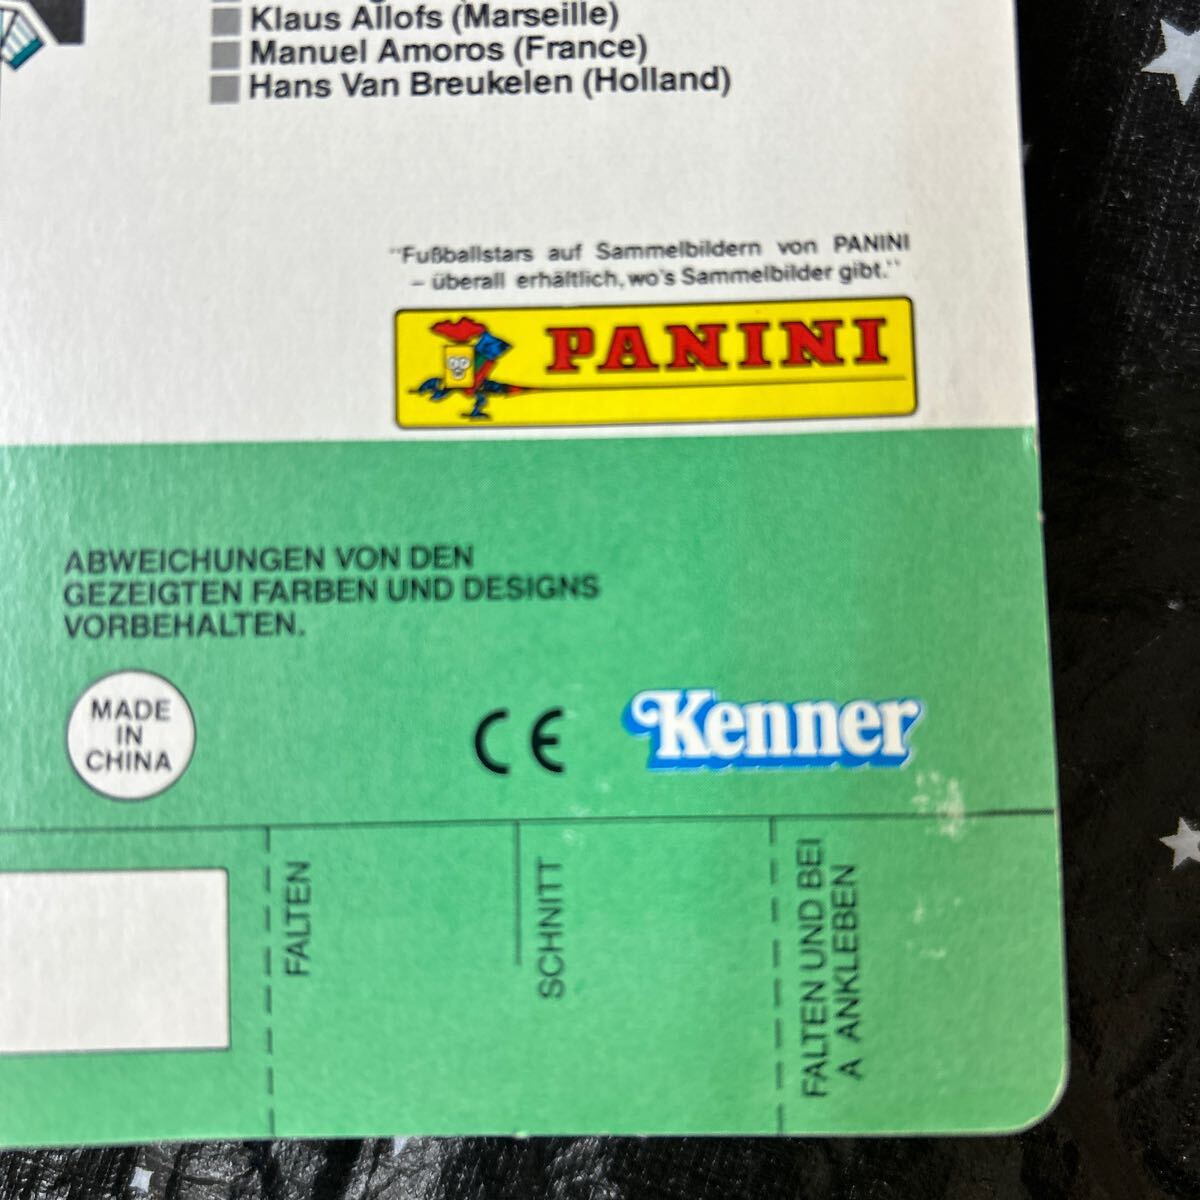 Klaus Allofs (Marseille)
Manuel Amoros (France)
Hans Van Breukelen (Holland)
"Fußballstars auf Sammelbildern von PANINI
– überall erhältlich, wo's Sammelbilder gibt."
PANINI
ABWEICHUNGEN VON DEN
GEZEIGTEN FARBEN UND DESIGNS
VORBEHALTEN.
MADE
IN
CHINA
CE
Kenner
FALTEN
SCHNITT
FALTEN UND BEI
A ANKLEBEN